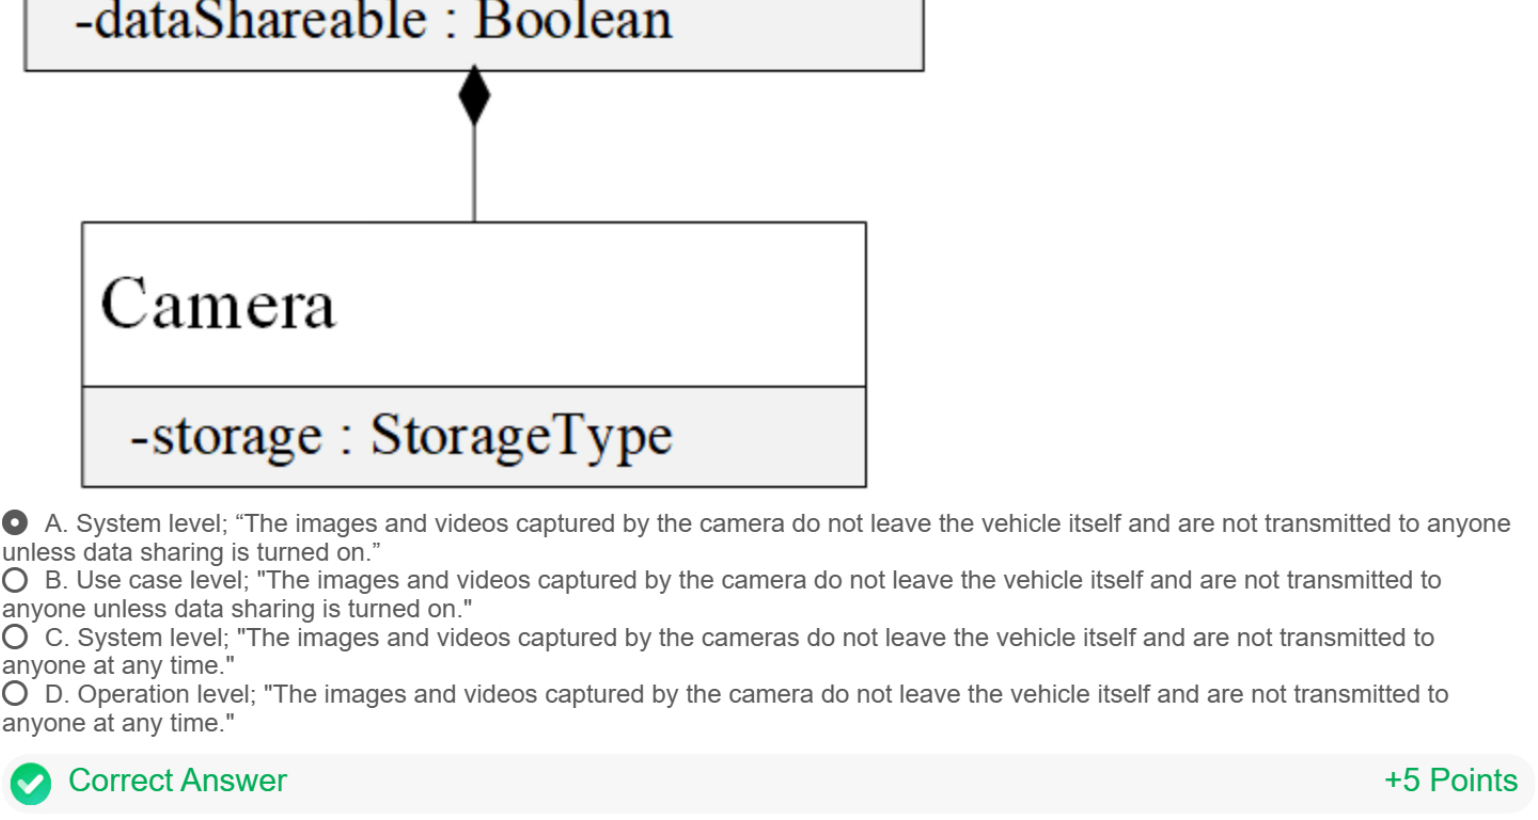 -dataShareable : Boolean
Camera
-storage : StorageType
A. System level; “The images and videos captured by the camera do not leave the vehicle itself and are not transmitted to anyone
unless data sharing is turned on.”
B. Use case level; "The images and videos captured by the camera do not leave the vehicle itself and are not transmitted to
anyone unless data sharing is turned on."
C. System level; "The images and videos captured by the cameras do not leave the vehicle itself and are not transmitted to
anyone at any time."
D. Operation level; "The images and videos captured by the camera do not leave the vehicle itself and are not transmitted to
anyone at any time."
Correct Answer +5 Points